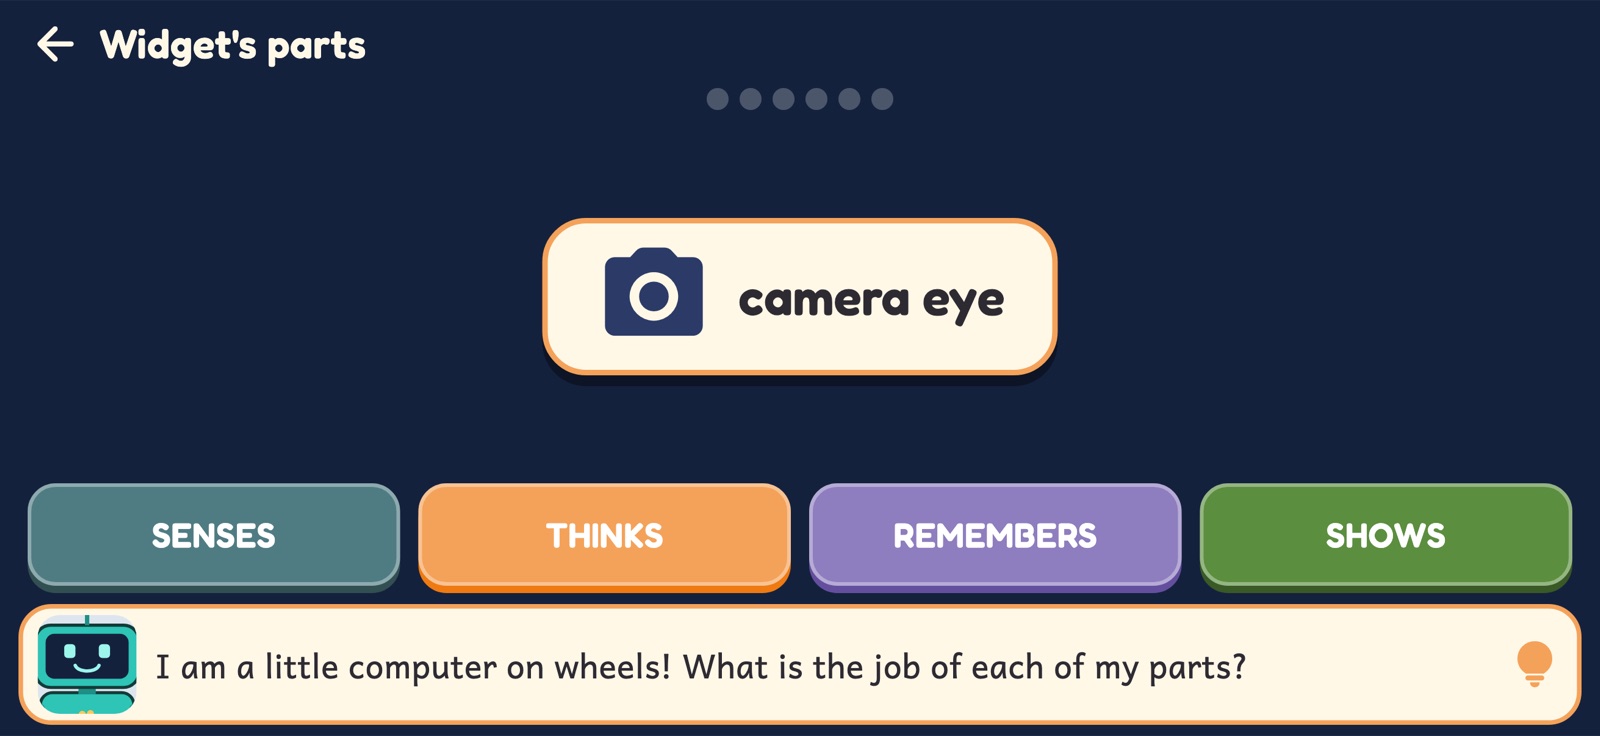 Widget's parts
camera eye
SENSES
THINKS
REMEMBERS
SHOWS
I am a little computer on wheels! What is the job of each of my parts?